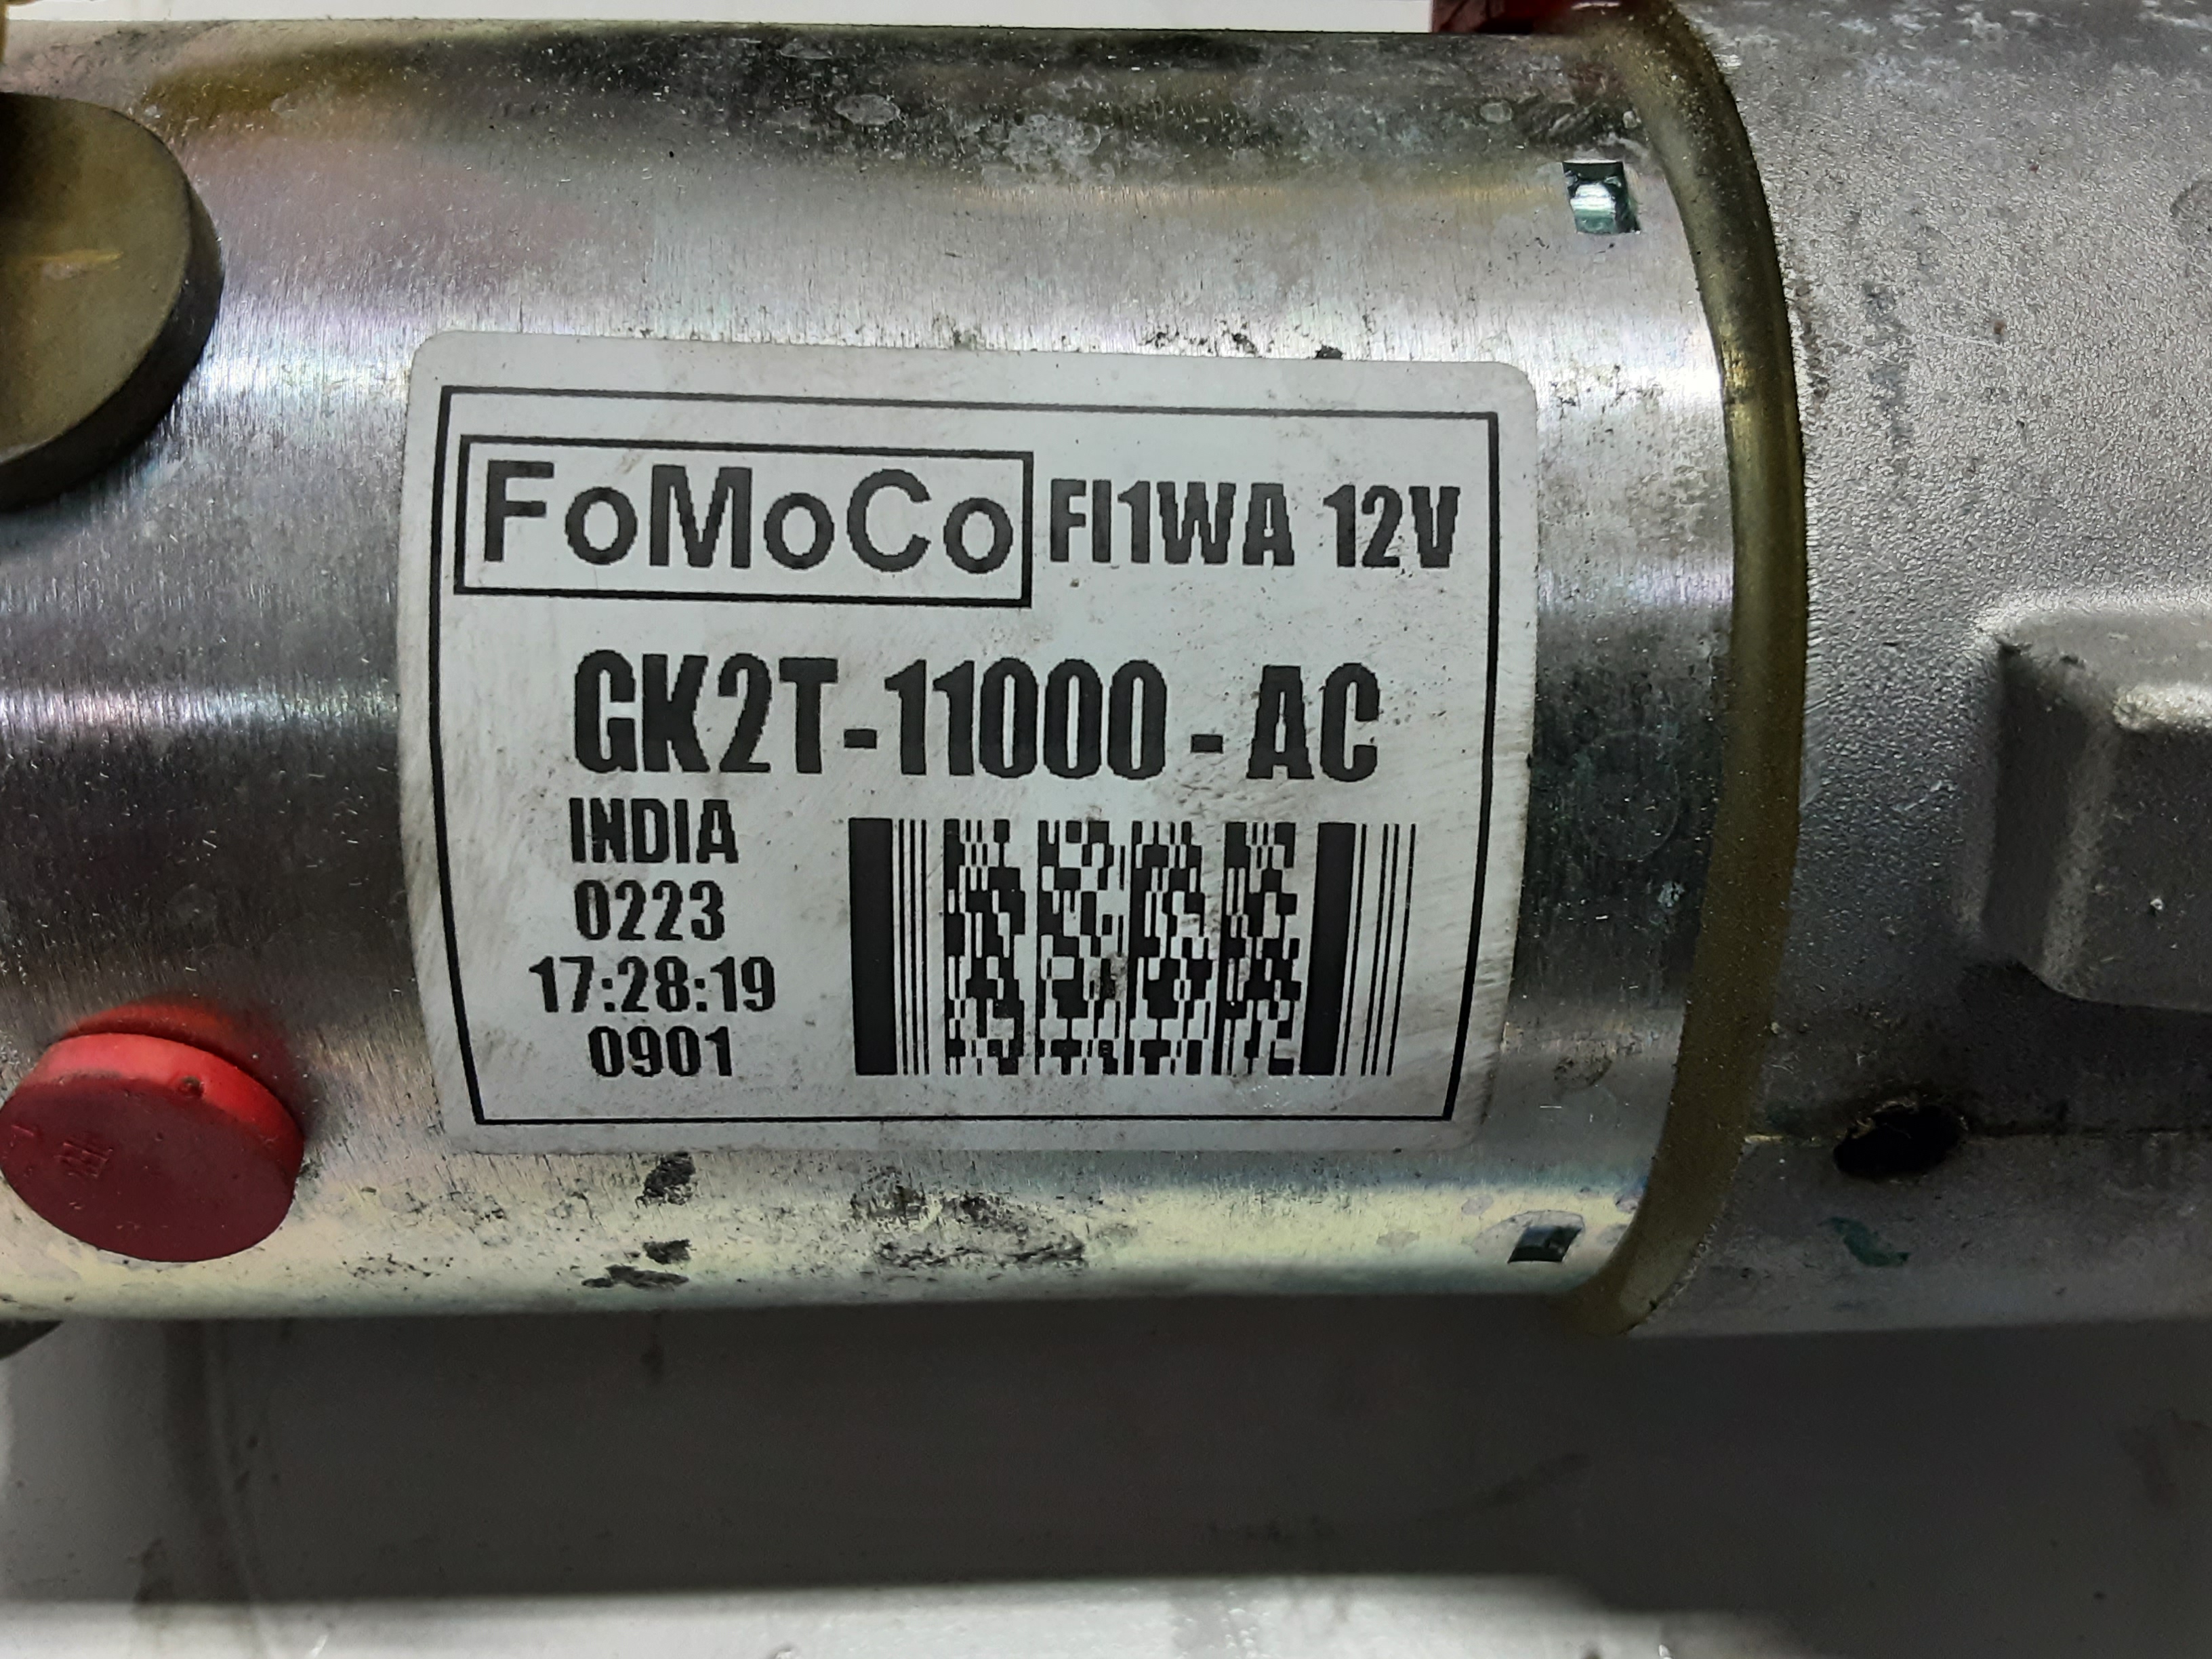 FoMoCo FI1WA 12V
GK2T-11000-AC
INDIA
0223
17:28:19
0901